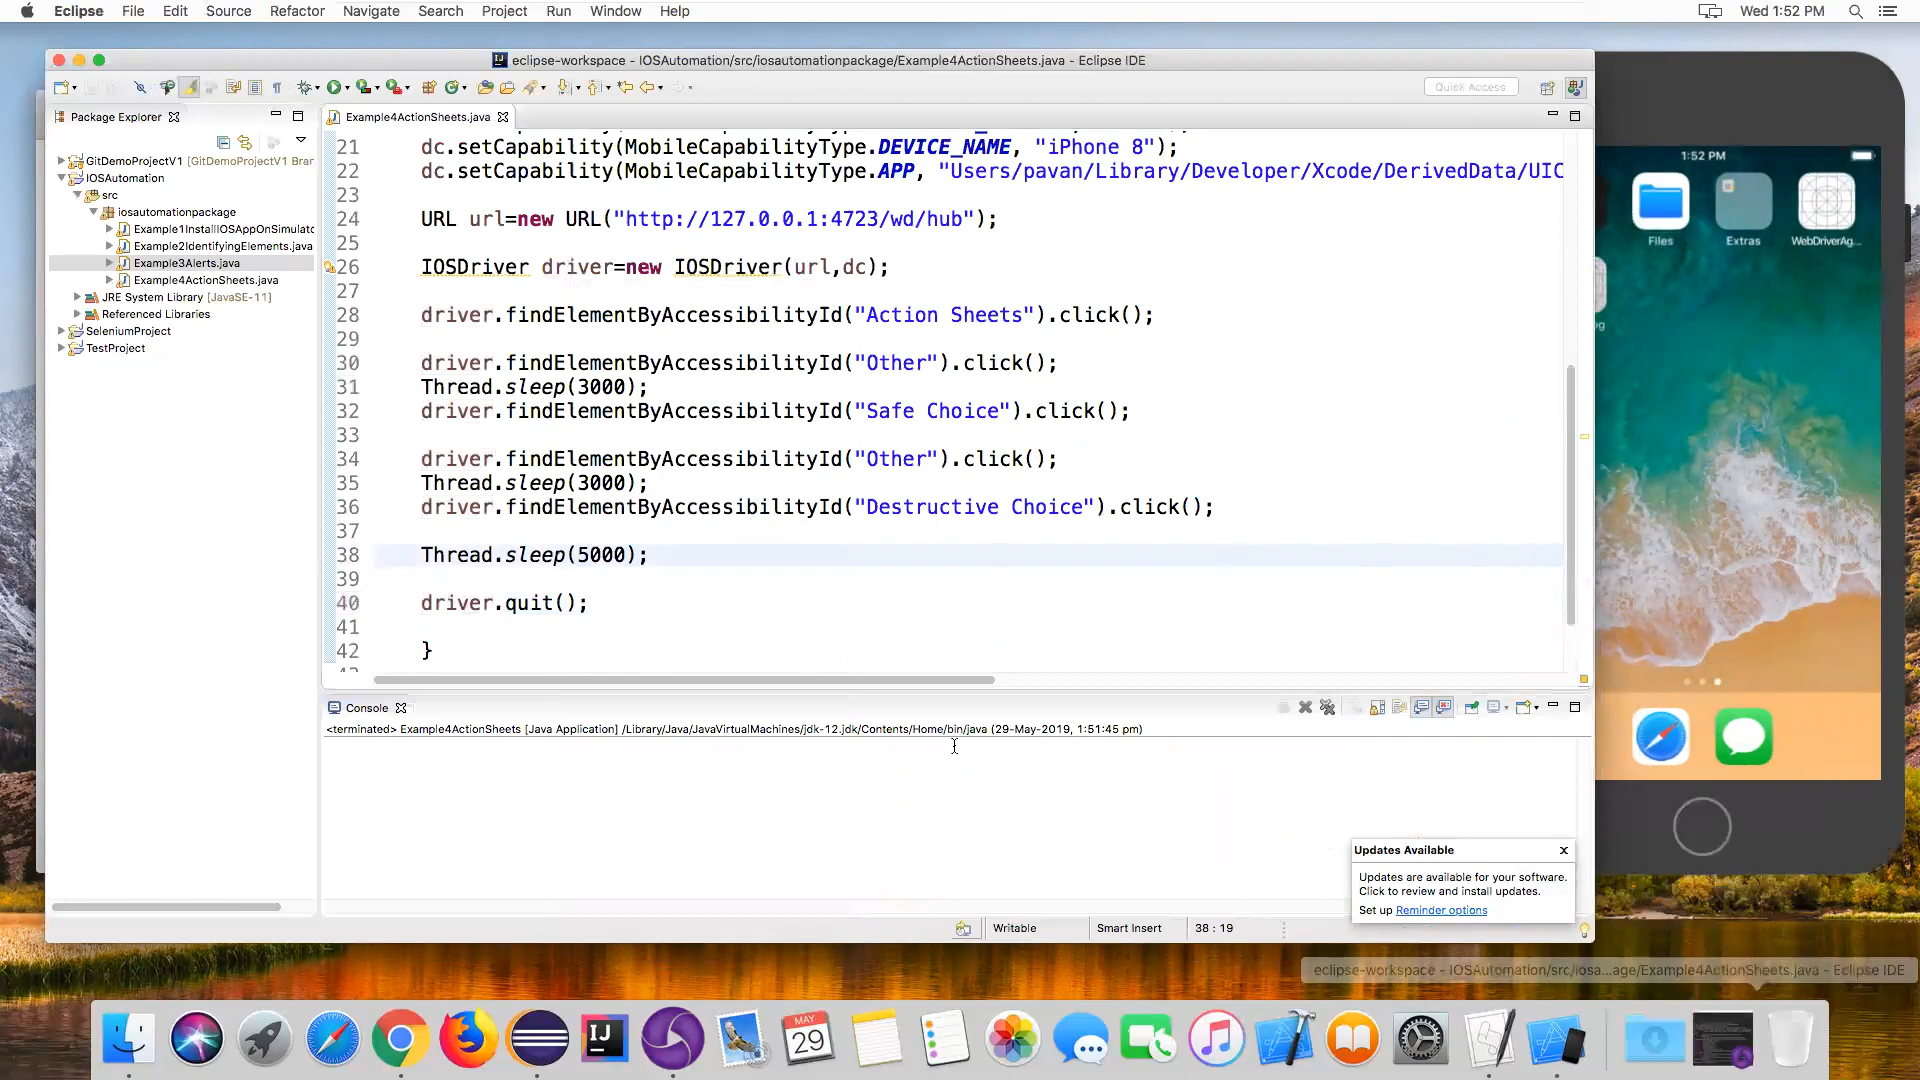 Eclipse File Edit Source Refactor Navigate Search Project Run Window Help Wed 1:52 PM
eclipse-workspace - IOSAutomation/src/iosautomationpackage/Example4ActionSheets.java - Eclipse IDE
Quick Access
Package Explorer
Example4ActionSheets.java
GitDemoProjectV1 [GitDemoProjectV1 Bran
IOSAutomation
src
iosautomationpackage
Example1InstallIOSAppOnSimulato
Example2IdentifyingElements.java
Example3Alerts.java
Example4ActionSheets.java
JRE System Library [JavaSE-11]
Referenced Libraries
SeleniumProject
TestProject
21 dc.setCapability(MobileCapabilityType.DEVICE_NAME, "iPhone 8");
22 dc.setCapability(MobileCapabilityType.APP, "Users/pavan/Library/Developer/Xcode/DerivedData/UIC
23
24 URL url=new URL("http://127.0.0.1:4723/wd/hub");
25
26 IOSDriver driver=new IOSDriver(url,dc);
27
28 driver.findElementByAccessibilityId("Action Sheets").click();
29
30 driver.findElementByAccessibilityId("Other").click();
31 Thread.sleep(3000);
32 driver.findElementByAccessibilityId("Safe Choice").click();
33
34 driver.findElementByAccessibilityId("Other").click();
35 Thread.sleep(3000);
36 driver.findElementByAccessibilityId("Destructive Choice").click();
37
38 Thread.sleep(5000);
39
40 driver.quit();
41
42 }
Console
<terminated> Example4ActionSheets [Java Application] /Library/Java/JavaVirtualMachines/jdk-12.jdk/Contents/Home/bin/java (29-May-2019, 1:51:45 pm)
Updates Available
Updates are available for your software.
Click to review and install updates.
Set up Reminder options
Writable Smart Insert 38 : 19
1:52 PM
Files Extras WebDriverAg...
eclipse-workspace - IOSAutomation/src/iosa...age/Example4ActionSheets.java - Eclipse IDE
IJ
MAY
29